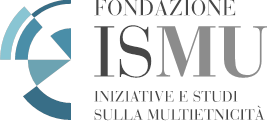 FONDAZIONE
ISMU
INIZIATIVE E STUDI
SULLA MULTIETNICITÀ